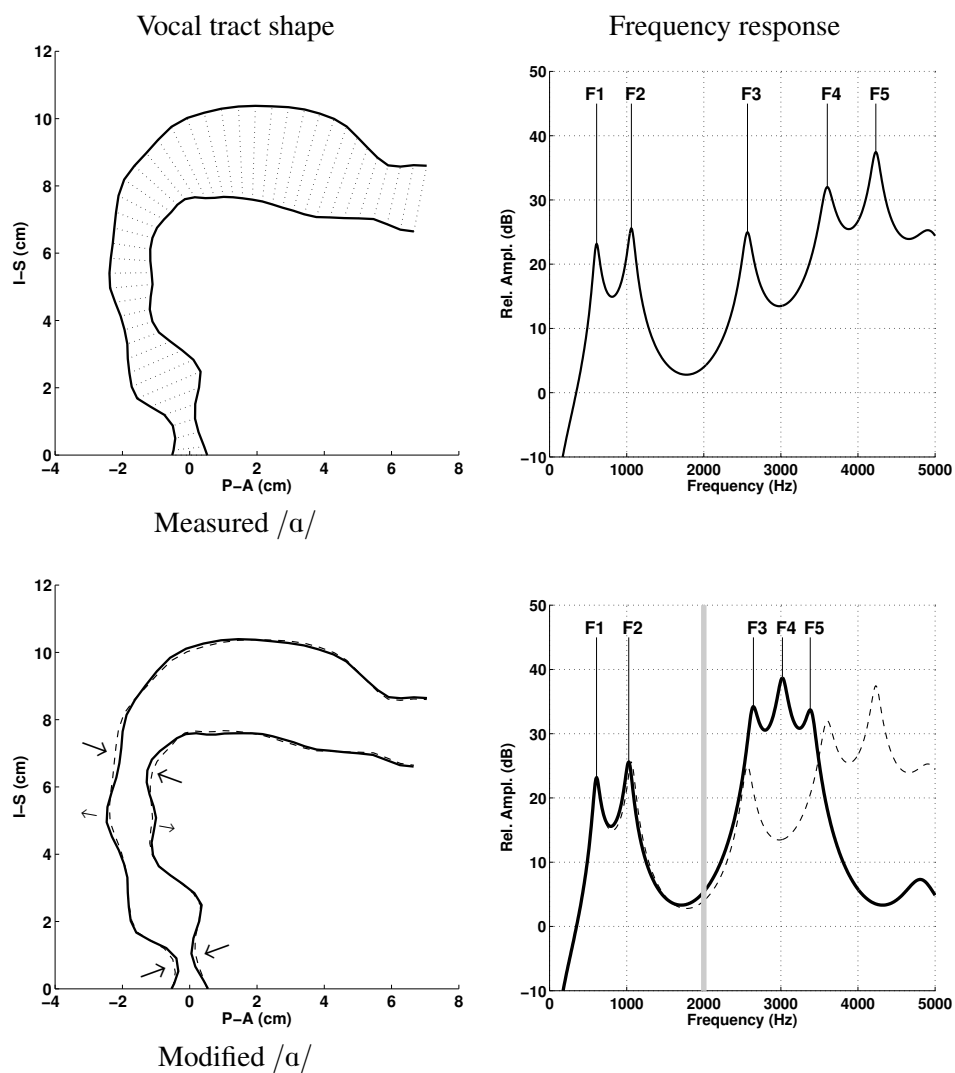 Vocal tract shape
Frequency response
12
10
8
6
4
2
0
I–S (cm)
−4 −2 0 2 4 6 8
P–A (cm)
50
40
30
20
10
0
−10
Rel. Ampl. (dB)
F1 F2 F3 F4 F5
0 1000 2000 3000 4000 5000
Frequency (Hz)
Measured /ɑ/
12
10
8
6
4
2
0
I–S (cm)
−4 −2 0 2 4 6 8
P–A (cm)
50
40
30
20
10
0
−10
Rel. Ampl. (dB)
F1 F2 F3 F4 F5
0 1000 2000 3000 4000 5000
Frequency (Hz)
Modified /ɑ/